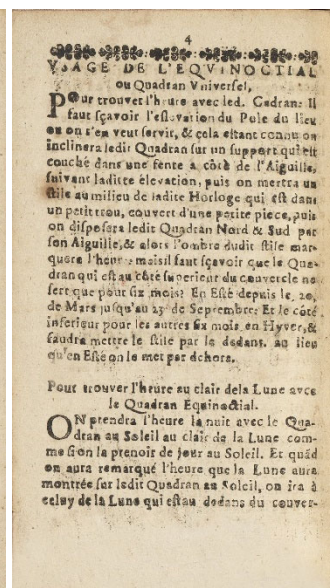 4
VSAGE DE L'EQVINOCTIAL
ou Quadran Vniversel,
POur trouver l'heure avec led. Cadran: Il
faut sçavoir l'eslevation du Pole du lieu
ou on s'en veut servir, & cela estant connu on
inclinera ledit Quadran sur un support qui est
couché dans une fente a côté de l'Aiguille,
suivant laditte élevation, puis on mettra un
stile au milieu de ladite Horloge qui est dans
un petit trou, couvert d'une petite piece, puis
on disposera ledit Quadran Nord & Sud par
son Aiguille, & alors l'ombre dudit stile mar-
quera l'heure: mais il faut sçavoir que le Qua-
dran qui est au côté superieur du couvercle ne
sert que pour six mois: En Esté depuis le 20,
de Mars jusqu'au 23 de Septembre: Et le côté
inferieur pour les autres six mois en Hyver, &
faudra mettre le stile par le dedans, au lieu
qu'en Esté on le met par dehors.
Pour trouver l'heure au clair dela Lune avec
le Quadran Equinoctial.
ON prendra l'heure la nuit avec le Qua-
dran au Soleil au clair de la Lune com-
me si on la prenoit de jour au Soleil. Et quād
on aura remarqué l'heure que la Lune aura
montrée sur ledit Quadran au Soleil, on ira à
celuy de la Lune qui est au dedans du couver-